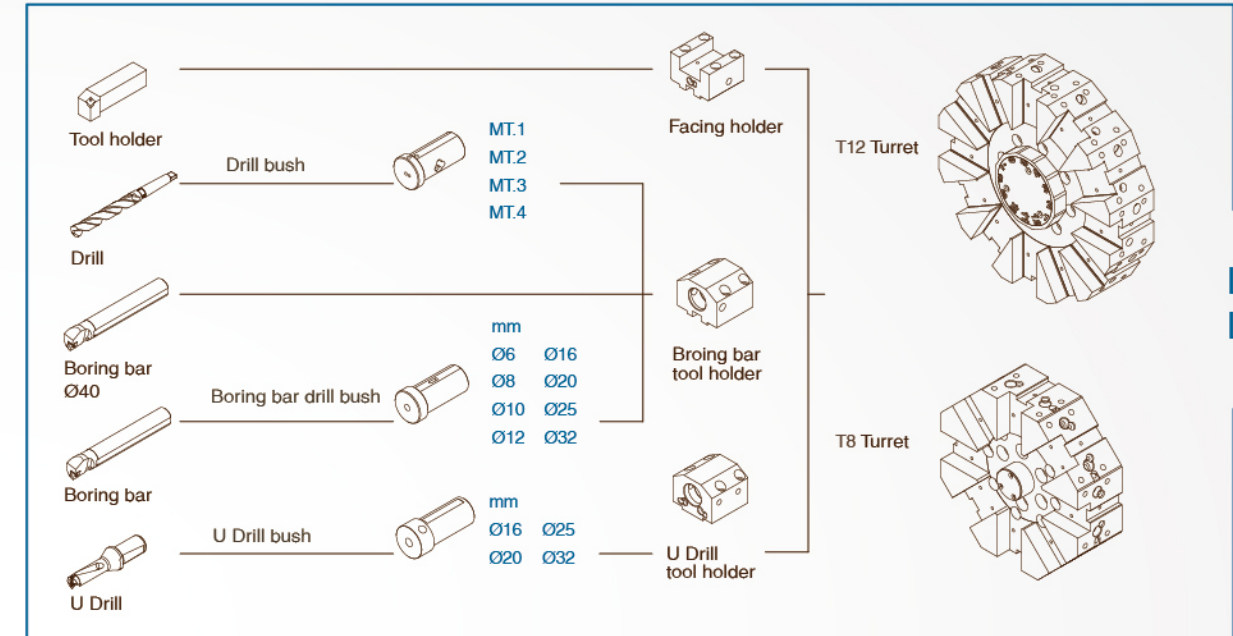 Tool holder
Drill bush
MT.1
MT.2
MT.3
MT.4
Facing holder
T12 Turret
Drill
Boring bar
Ø40
Boring bar drill bush
mm
Ø6 Ø16
Ø8 Ø20
Ø10 Ø25
Ø12 Ø32
Broing bar
tool holder
T8 Turret
Boring bar
U Drill bush
mm
Ø16 Ø25
Ø20 Ø32
U Drill
tool holder
U Drill